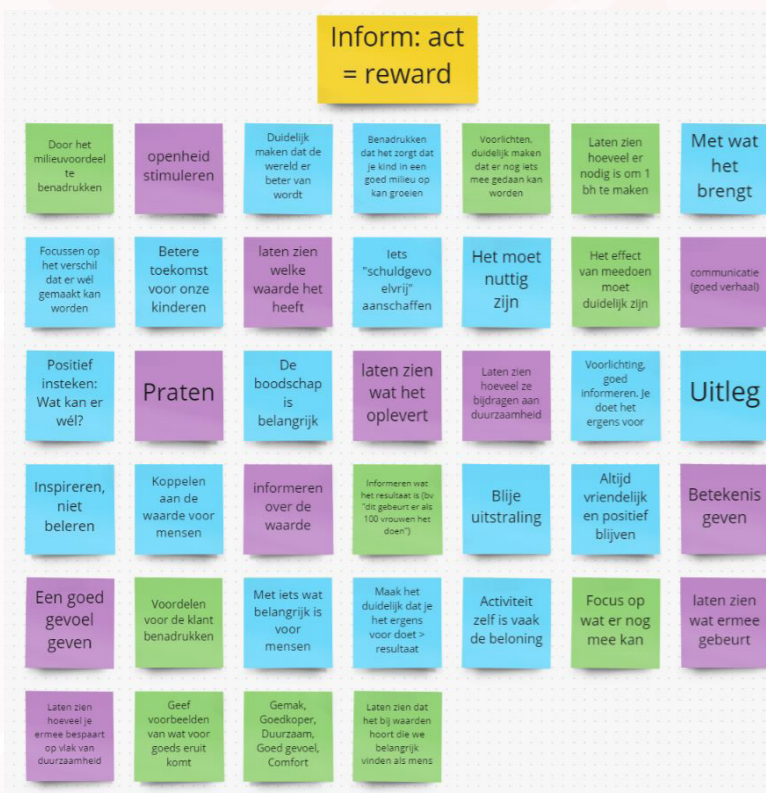 Inform: act
= reward
Door het
milieuvoordeel
te
benadrukken
openheid
stimuleren
Duidelijk
maken dat de
wereld er
beter van
wordt
Benadrukken
dat het zorgt dat
je kind in een
goed milieu op
kan groeien
Voorlichten,
duidelijk maken
dat er nog iets
mee gedaan kan
worden
Laten zien
hoeveel er
nodig is om 1
bh te maken
Met wat
het
brengt
Focussen op
het verschil
dat er wél
gemaakt kan
worden
Betere
toekomst
voor onze
kinderen
laten zien
welke
waarde het
heeft
Iets
"schuldgevo
elvrij"
aanschaffen
Het moet
nuttig
zijn
Het effect
van meedoen
moet
duidelijk zijn
communicatie
(goed verhaal)
Positief
insteken:
Wat kan er
wél?
Praten
De
boodschap
is
belangrijk
laten zien
wat het
oplevert
Laten zien
hoeveel ze
bijdragen aan
duurzaamheid
Voorlichting,
goed
informeren. Je
doet het
ergens voor
Uitleg
Inspireren,
niet
beleren
Koppelen
aan de
waarde voor
mensen
informeren
over de
waarde
Informeren wat
het resultaat is (bv
"dit gebeurt er als
100 vrouwen het
doen")
Blije
uitstraling
Altijd
vriendelijk
en positief
blijven
Betekenis
geven
Een goed
gevoel
geven
Voordelen
voor de klant
benadrukken
Met iets wat
belangrijk is
voor
mensen
Maak het
duidelijk dat je
het ergens
voor doet >
resultaat
Activiteit
zelf is vaak
de beloning
Focus op
wat er nog
mee kan
laten zien
wat ermee
gebeurt
Laten zien
hoeveel je
ermee bespaart
op vlak van
duurzaamheid
Geef
voorbeelden
van wat voor
goeds eruit
komt
Gemak,
Goedkoper,
Duurzaam,
Goed gevoel,
Comfort
Laten zien dat
het bij waarden
hoort die we
belangrijk
vinden als mens